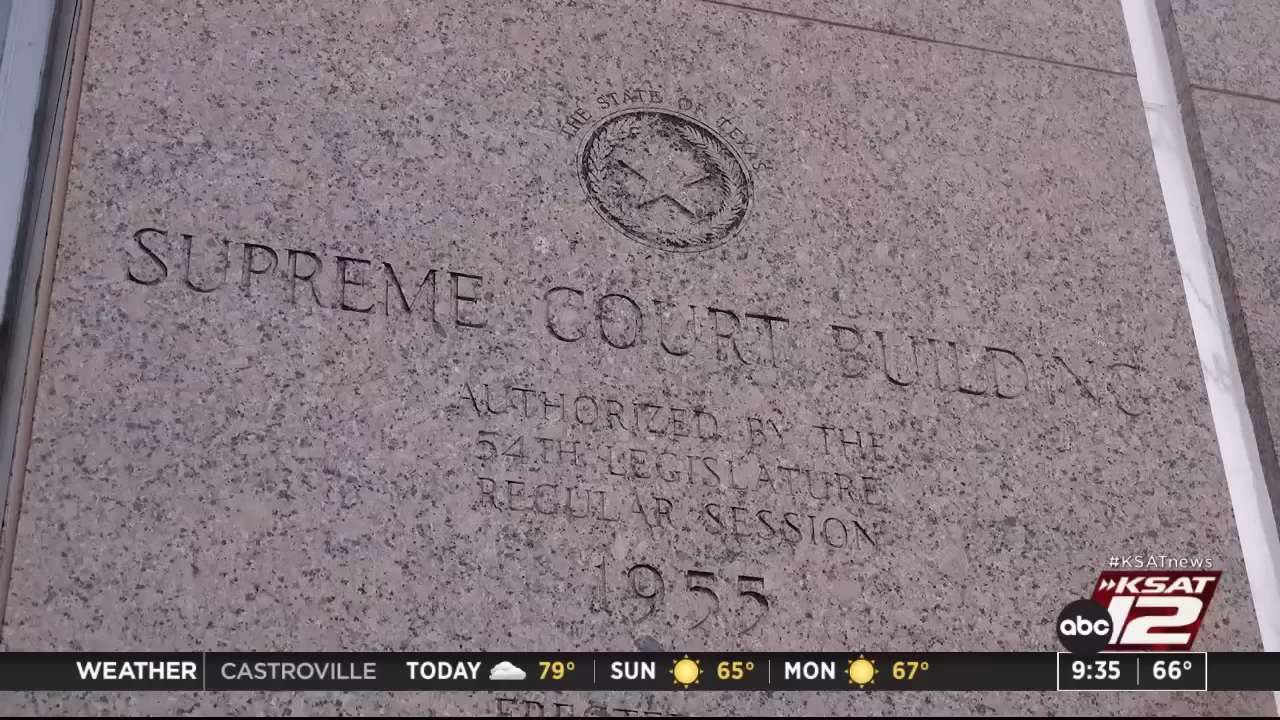 THE STATE OF TEXAS
SUPREME COURT BUILDING
AUTHORIZED BY THE
54TH LEGISLATURE
REGULAR SESSION
1955
#KSATnews
KSAT
abc 12
WEATHER CASTROVILLE TODAY 79° SUN 65° MON 67° 9:35 66°